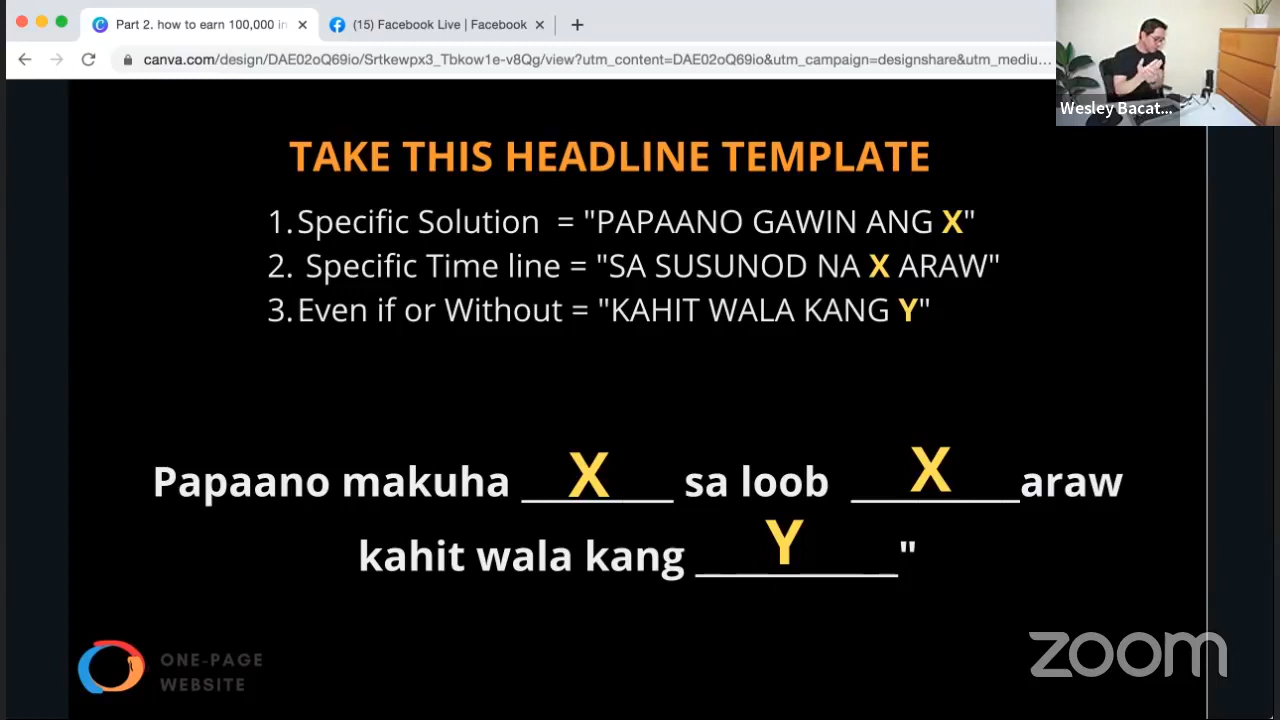 Part 2. how to earn 100,000 in
(15) Facebook Live | Facebook
canva.com/design/DAE02oQ69io/Srtkewpx3_Tbkow1e-v8Qg/view?utm_content=DAE02oQ69io&utm_campaign=designshare&utm_mediu...
Wesley Bacat...
TAKE THIS HEADLINE TEMPLATE
1. Specific Solution = "PAPAANO GAWIN ANG X"
2. Specific Time line = "SA SUSUNOD NA X ARAW"
3. Even if or Without = "KAHIT WALA KANG Y"
Papaano makuha ___X___ sa loob ___X___araw
kahit wala kang ___Y___"
ONE-PAGE
WEBSITE
zoom